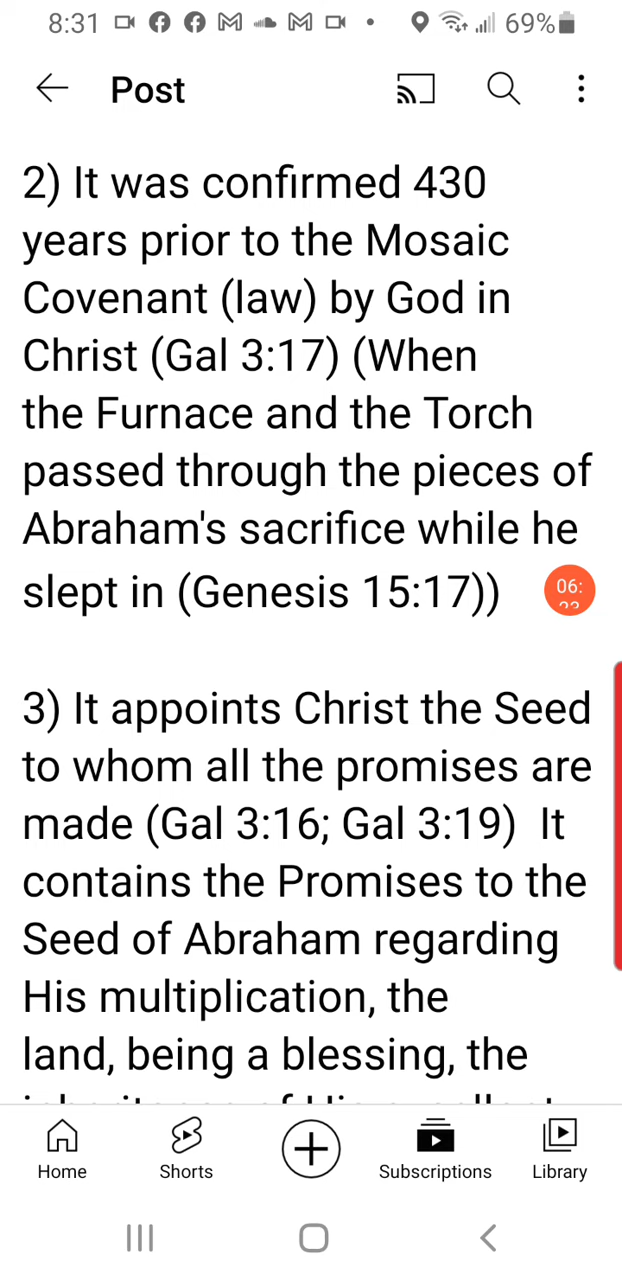 8:31
69%
Post
2) It was confirmed 430
years prior to the Mosaic
Covenant (law) by God in
Christ (Gal 3:17) (When
the Furnace and the Torch
passed through the pieces of
Abraham's sacrifice while he
slept in (Genesis 15:17))
06:
3) It appoints Christ the Seed
to whom all the promises are
made (Gal 3:16; Gal 3:19)  It
contains the Promises to the
Seed of Abraham regarding
His multiplication, the
land, being a blessing, the
Home Shorts Subscriptions Library